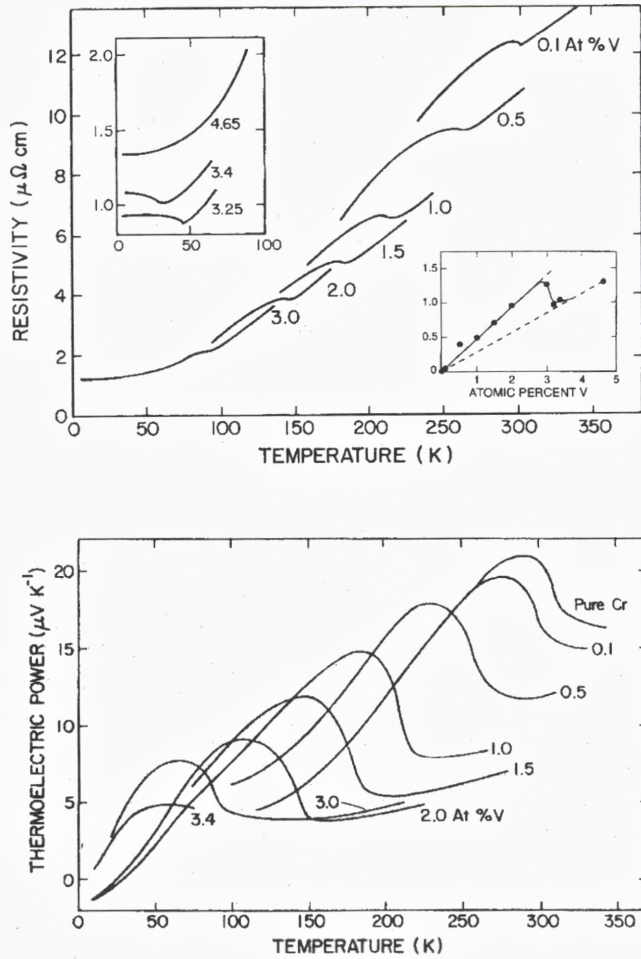 12
10
8
6
4
2
0
RESISTIVITY (μΩ cm)
2.0
1.5
1.0
0 50 100
4.65
3.4
3.25
0.1 At %V
0.5
1.0
1.5
2.0
3.0
1.5
1.0
0.5
0
0 1 2 3 4 5
ATOMIC PERCENT V
0 50 100 150 200 250 300 350
TEMPERATURE (K)
20
15
10
5
0
THERMOELECTRIC POWER (μV K⁻¹)
Pure Cr
0.1
0.5
1.0
1.5
3.0
2.0 At %V
3.4
0 50 100 150 200 250 300 350
TEMPERATURE (K)